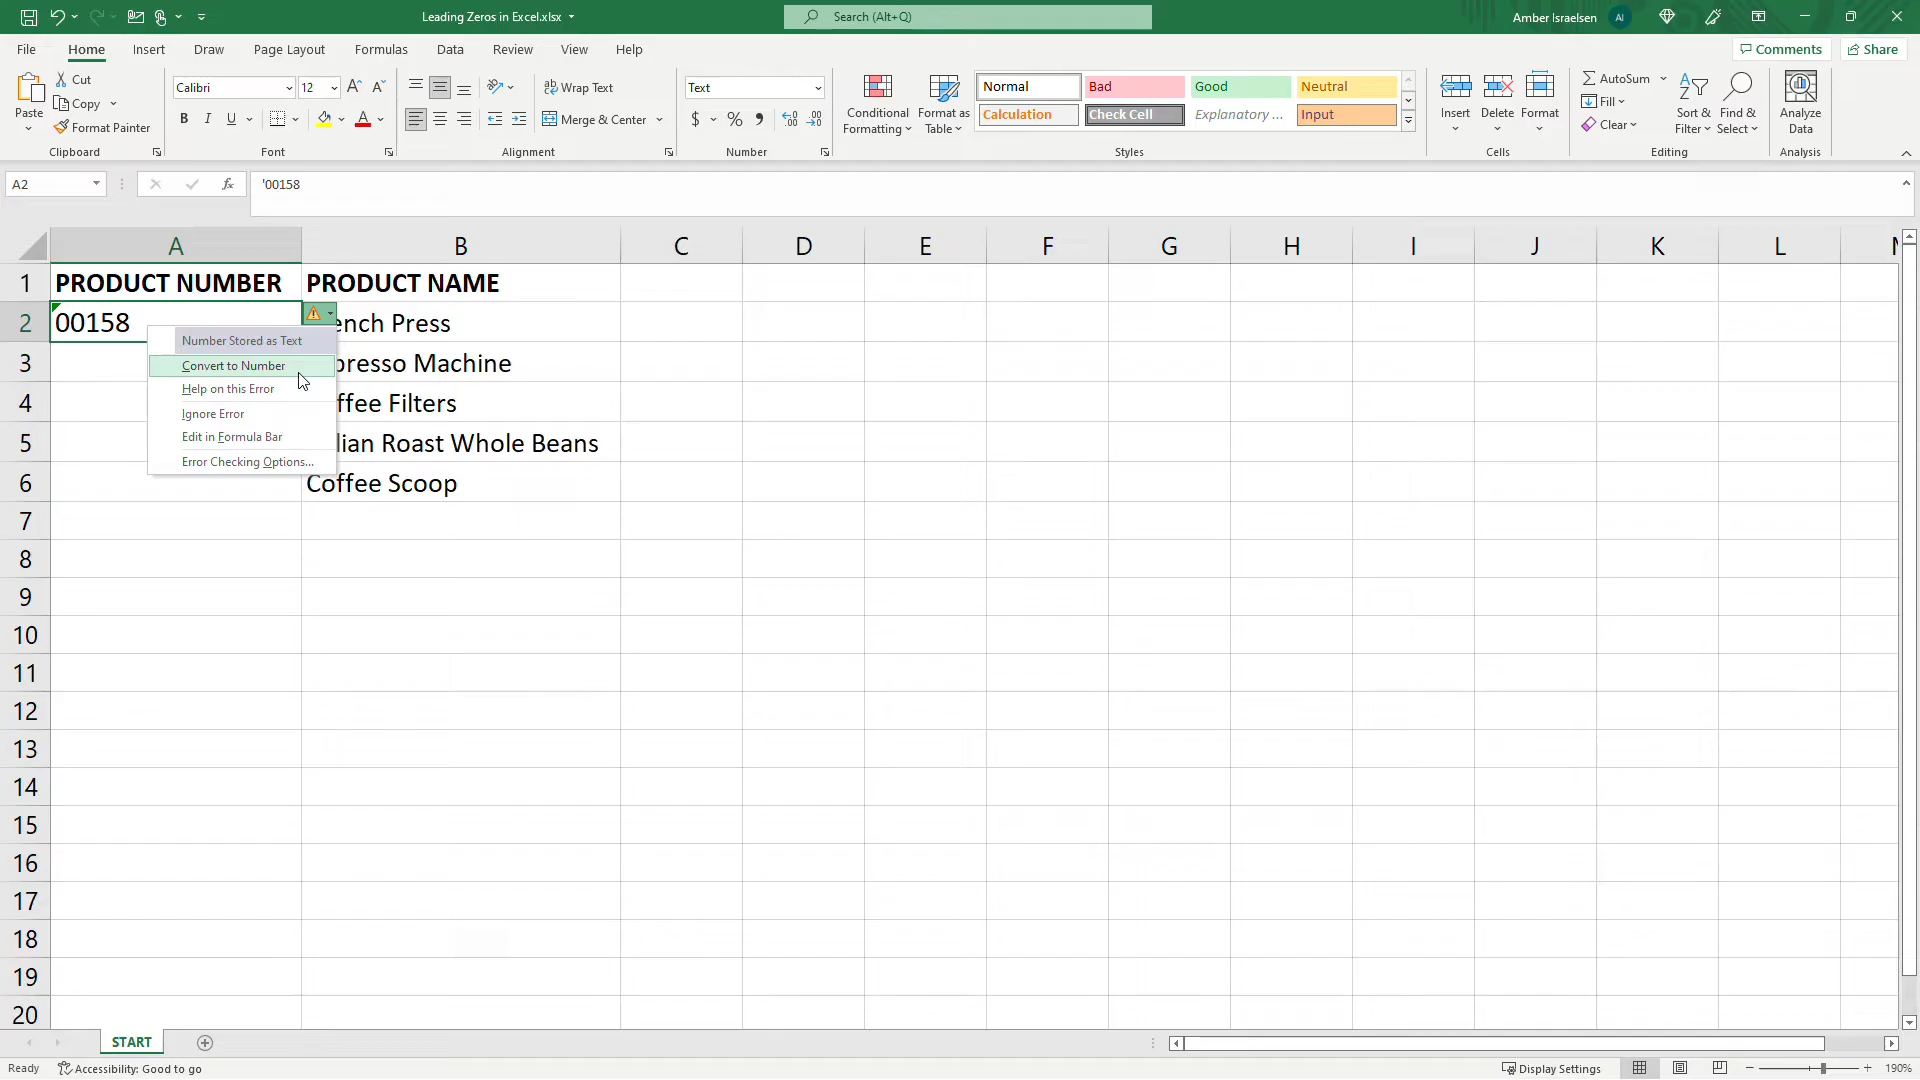 Leading Zeros in Excel.xlsx
Search (Alt+Q)
Amber Israelsen
AI
File
Home
Insert
Draw
Page Layout
Formulas
Data
Review
View
Help
Comments
Share
Paste
Cut
Copy
Format Painter
Clipboard
Calibri
12
B I U
A
Font
Wrap Text
Merge & Center
Alignment
Text
$ % 9
Number
Conditional
Formatting
Format as
Table
Normal
Bad
Good
Neutral
Calculation
Check Cell
Explanatory ...
Input
Styles
Insert
Delete
Format
Cells
AutoSum
Fill
Clear
Sort &
Filter
Find &
Select
Editing
Analyze
Data
Analysis
A2
fx
'00158
A B C D E F G H I J K L
1 PRODUCT NUMBER PRODUCT NAME
2 00158 ench Press
3 presso Machine
4 ffee Filters
5 lian Roast Whole Beans
6 Coffee Scoop
Number Stored as Text
Convert to Number
Help on this Error
Ignore Error
Edit in Formula Bar
Error Checking Options...
7
8
9
10
11
12
13
14
15
16
17
18
19
20
START
Ready
Accessibility: Good to go
Display Settings
190%